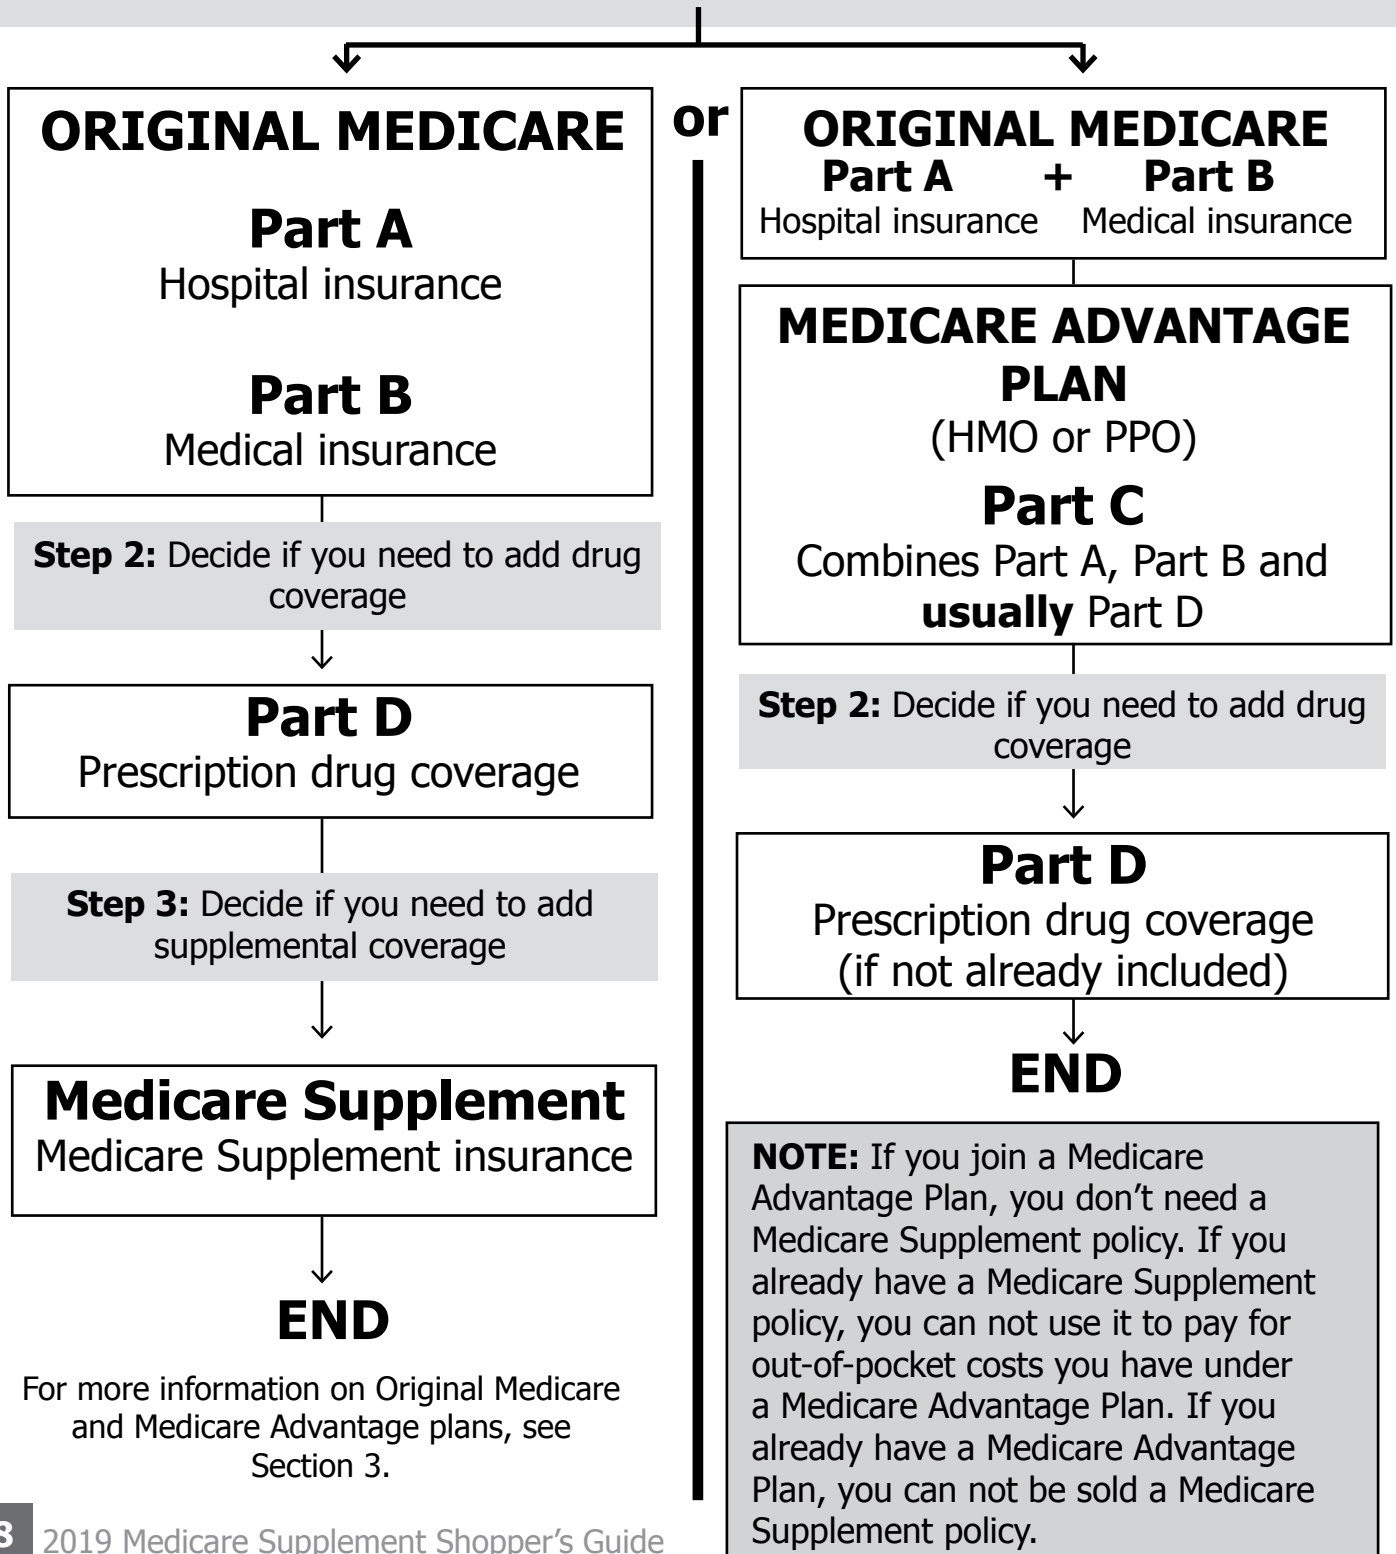 ORIGINAL MEDICARE
Part A
Hospital insurance
Part B
Medical insurance
Step 2: Decide if you need to add drug
coverage
Part D
Prescription drug coverage
Step 3: Decide if you need to add
supplemental coverage
Medicare Supplement
Medicare Supplement insurance
END
For more information on Original Medicare
and Medicare Advantage plans, see
Section 3.
or
ORIGINAL MEDICARE
Part A + Part B
Hospital insurance Medical insurance
MEDICARE ADVANTAGE
PLAN
(HMO or PPO)
Part C
Combines Part A, Part B and
usually Part D
Step 2: Decide if you need to add drug
coverage
Part D
Prescription drug coverage
(if not already included)
END
NOTE: If you join a Medicare
Advantage Plan, you don’t need a
Medicare Supplement policy. If you
already have a Medicare Supplement
policy, you can not use it to pay for
out-of-pocket costs you have under
a Medicare Advantage Plan. If you
already have a Medicare Advantage
Plan, you can not be sold a Medicare
Supplement policy.
8 2019 Medicare Supplement Shopper’s Guide